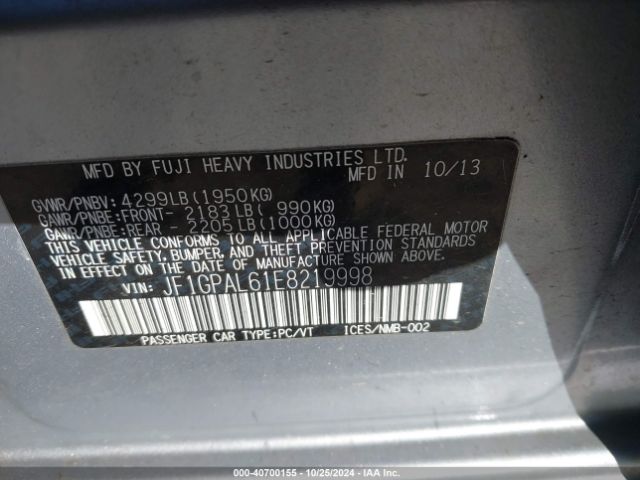 MFD BY FUJI HEAVY INDUSTRIES LTD.
MFD IN 10/13
GVWR/PNBV: 4299LB(1950KG)
GAWR/PNBE:FRONT- 2183LB( 990KG)
GAWR/PNBE:REAR - 2205LB(1000KG)
THIS VEHICLE CONFORMS TO ALL APPLICABLE FEDERAL MOTOR
VEHICLE SAFETY, BUMPER, AND THEFT PREVENTION STANDARDS
IN EFFECT ON THE DATE OF MANUFACTURE SHOWN ABOVE.
VIN: JF1GPAL61E8219998
PASSENGER CAR TYPE:PC/VT ICES/NMB-002
000-40700155 - 10/25/2024 - IAA Inc.